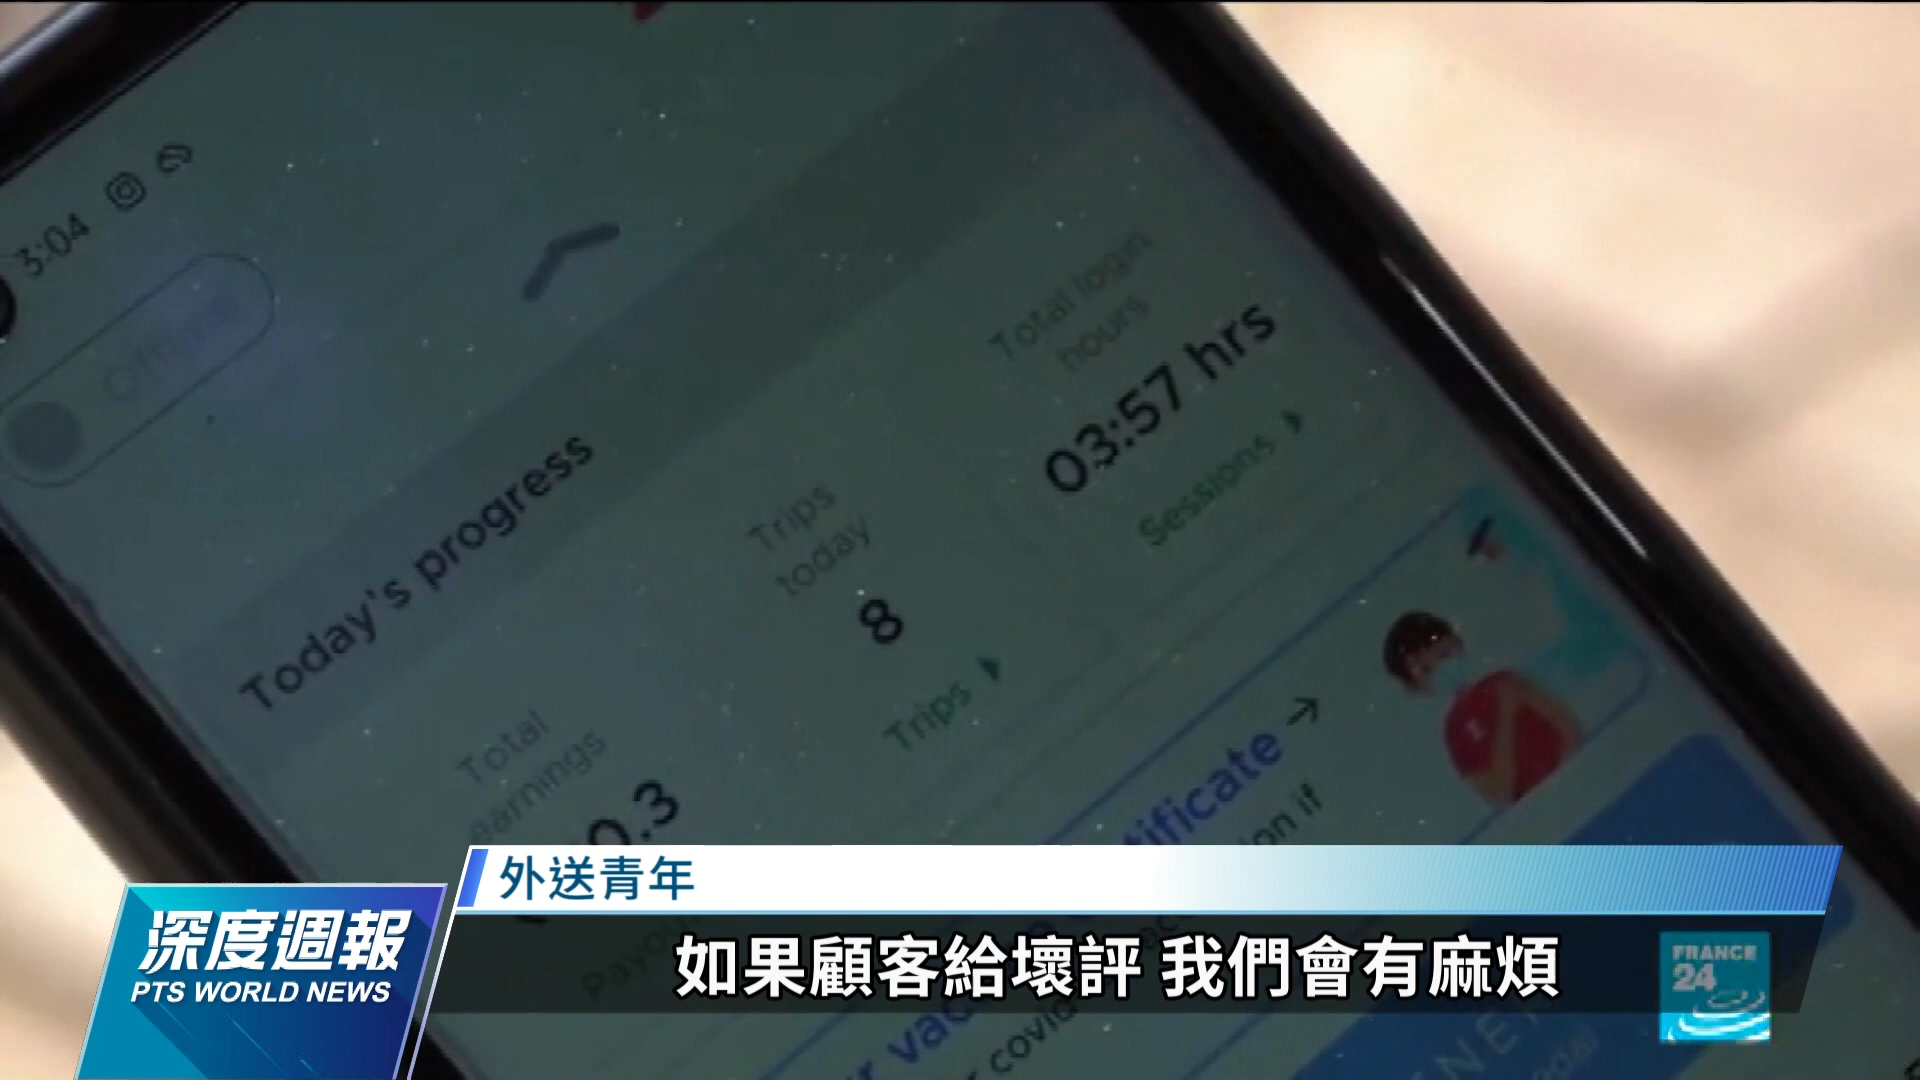 3:04
Today's progress
Total login
hours
03:57 hrs
Sessions
Trips
today
8
Trips
Total
earnings
0.3
外送青年
深度週報
PTS WORLD NEWS
如果顧客給壞評 我們會有麻煩
FRANCE
24